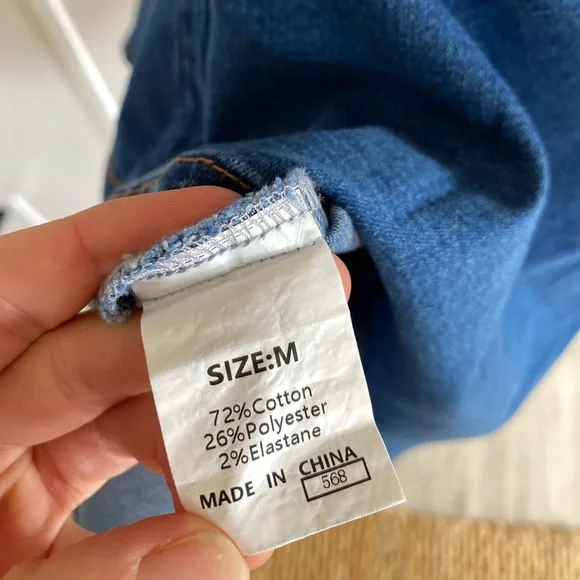 SIZE:M
72%Cotton
26%Polyester
2%Elastane
MADE IN CHINA
568